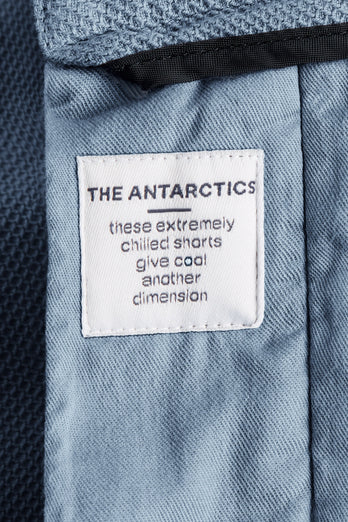 THE ANTARCTICS
these extremely
chilled shorts
give cool
another
dimension